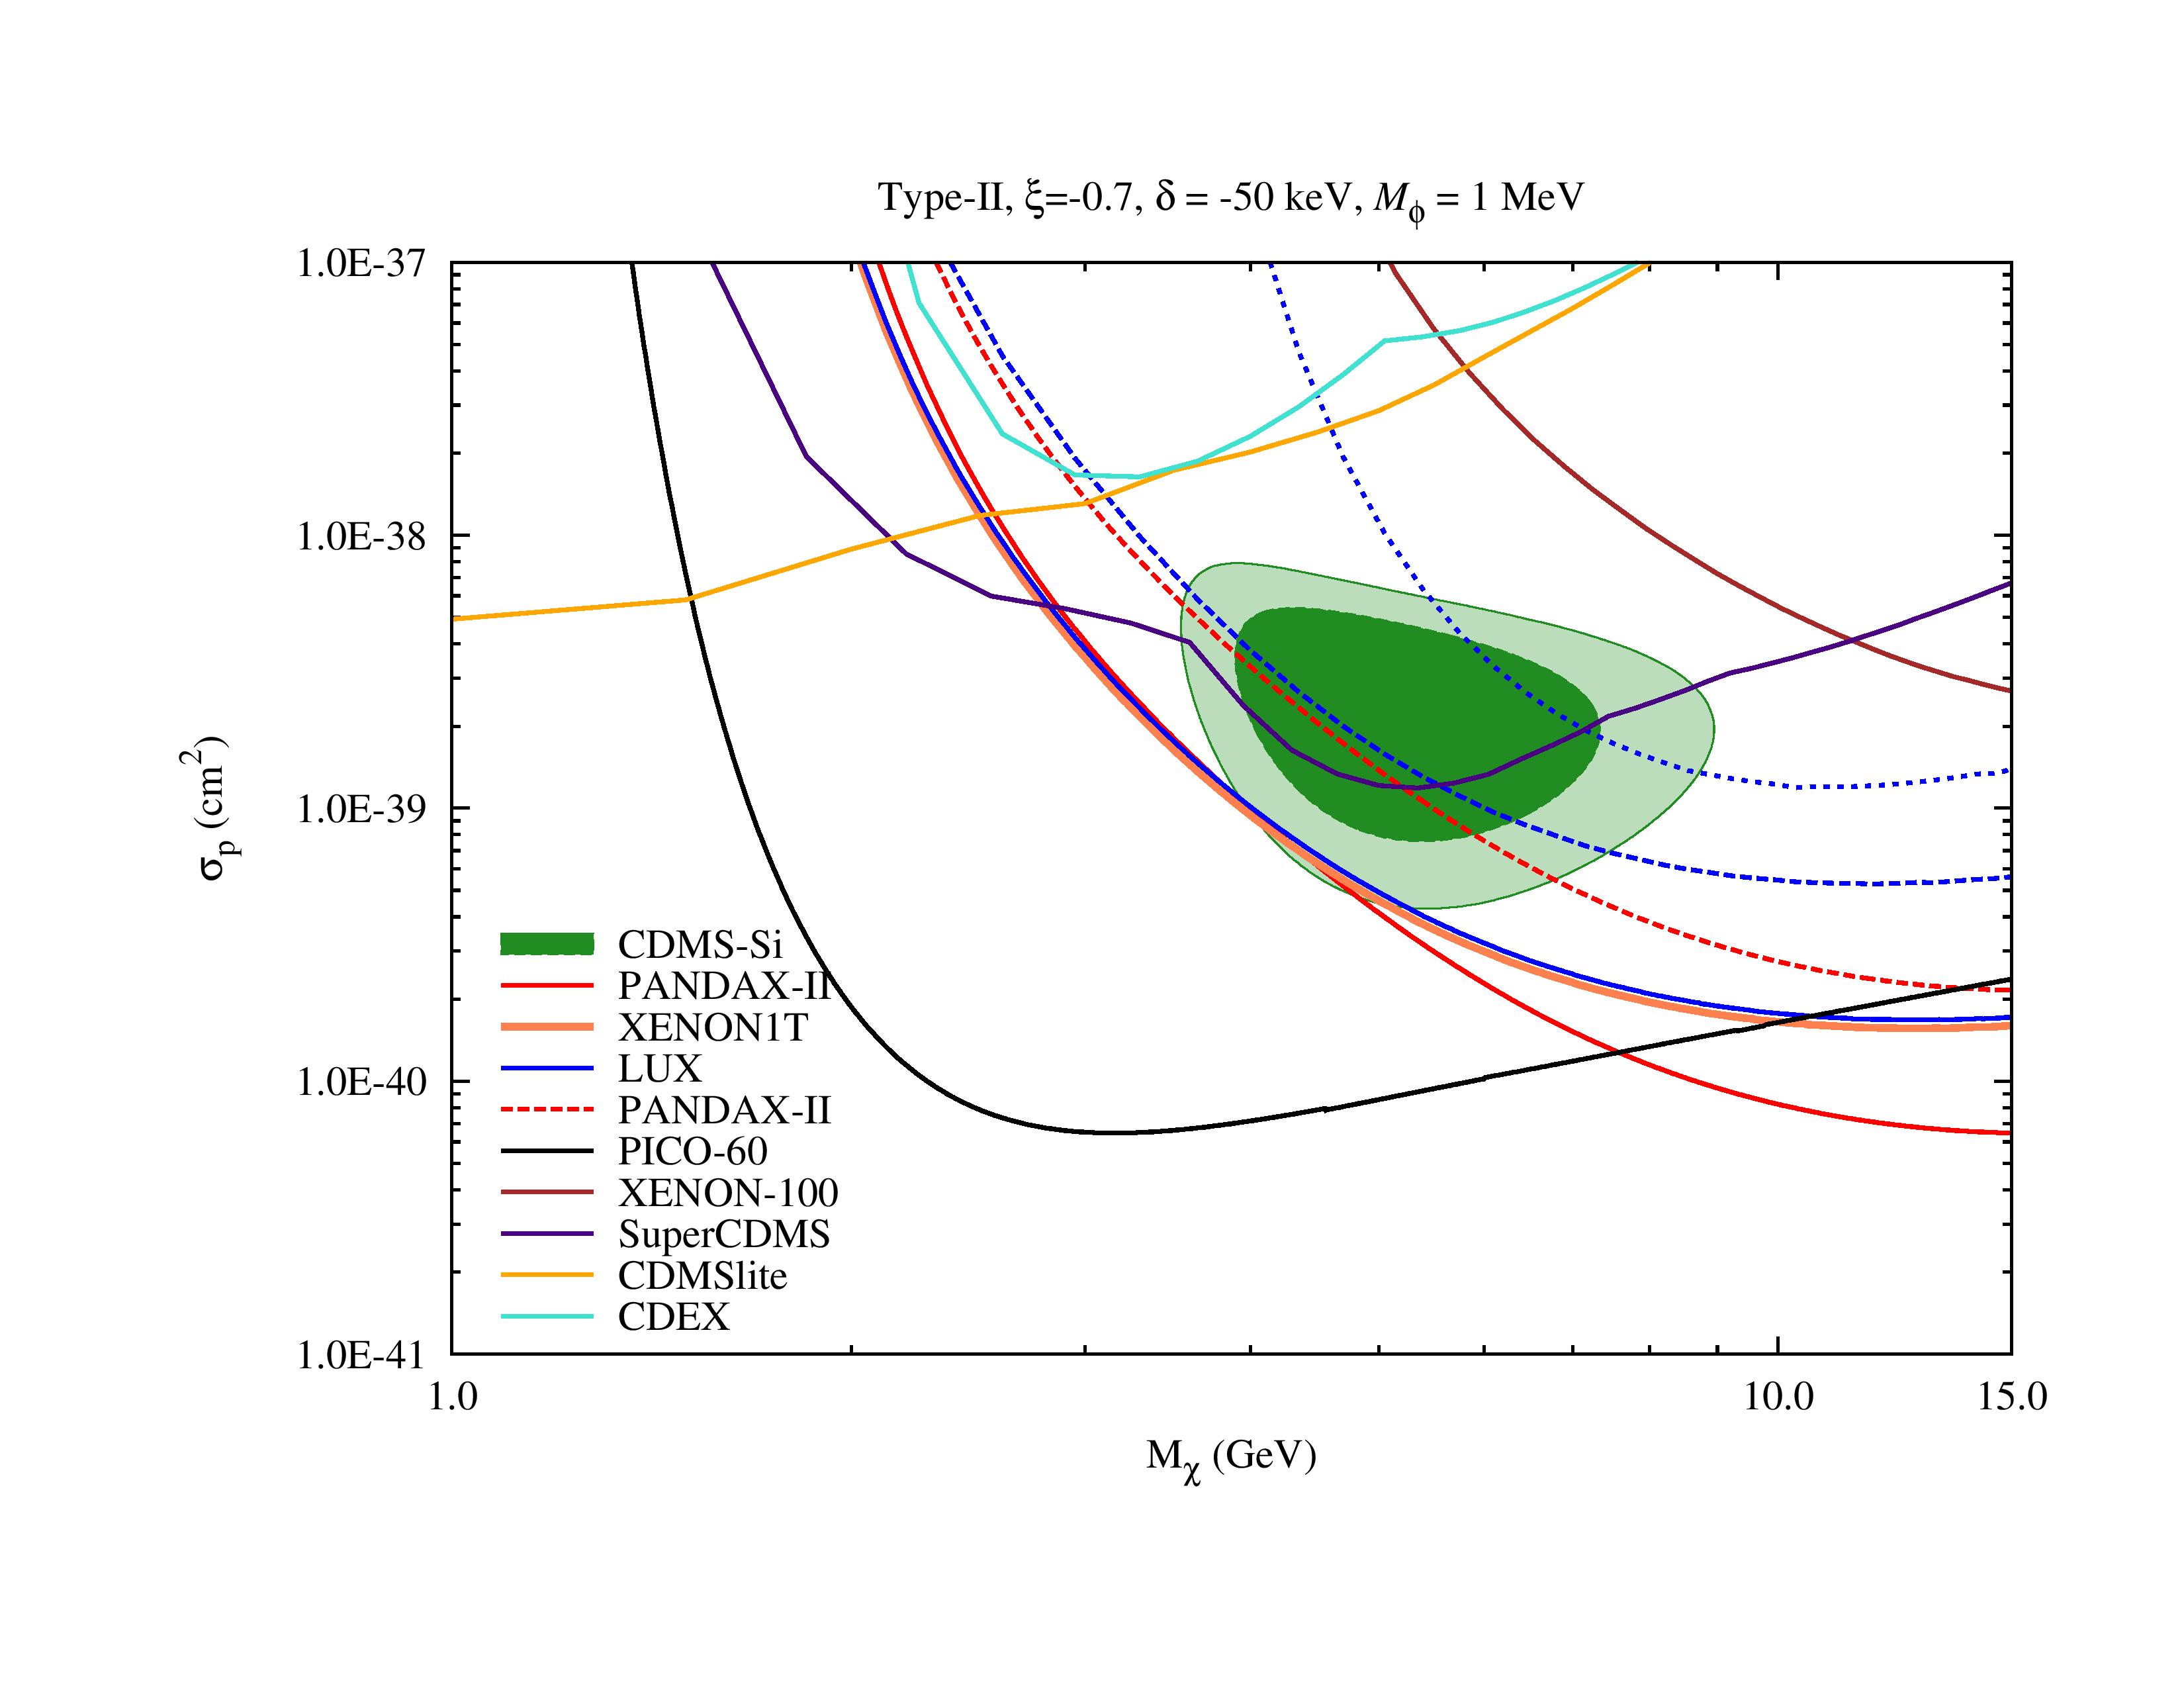 Type-II, ξ=-0.7, δ = -50 keV, Mϕ = 1 MeV
1.0E-37
1.0E-38
1.0E-39
1.0E-40
1.0E-41
σp (cm2)
CDMS-Si
PANDAX-II
XENON1T
LUX
PANDAX-II
PICO-60
XENON-100
SuperCDMS
CDMSlite
CDEX
1.0 10.0 15.0
Mχ (GeV)